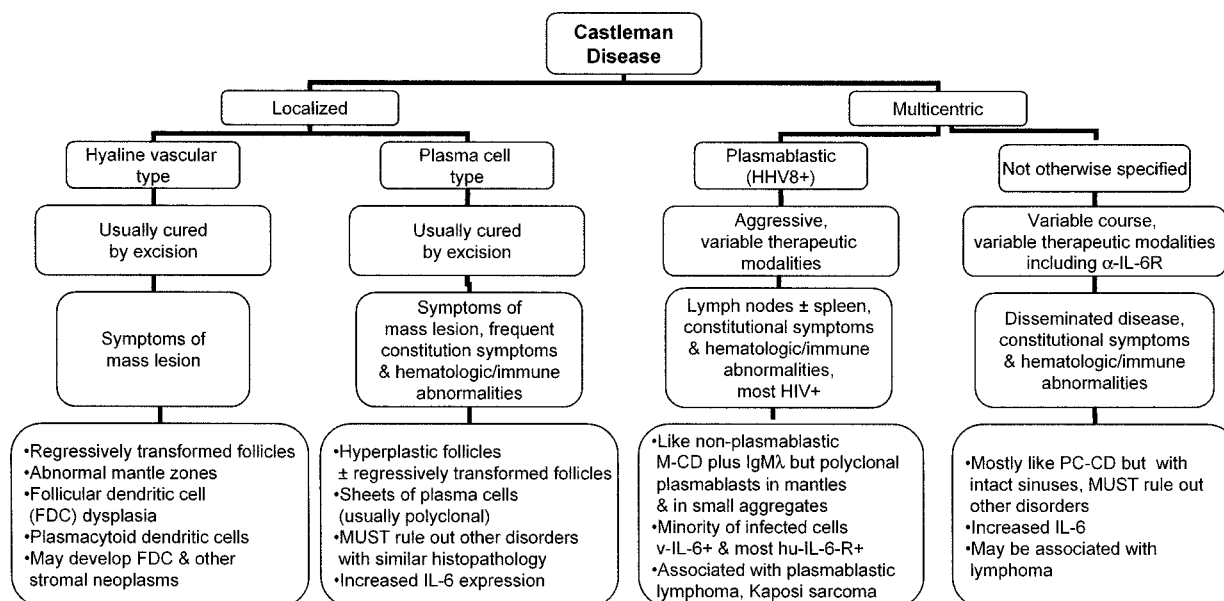 Castleman
Disease
Localized
Multicentric
Hyaline vascular
type
Plasma cell
type
Plasmablastic
(HHV8+)
Not otherwise specified
Usually cured
by excision
Usually cured
by excision
Aggressive,
variable therapeutic
modalities
Variable course,
variable therapeutic modalities
including α-IL-6R
Symptoms of
mass lesion
Symptoms of
mass lesion, frequent
constitution symptoms
& hematologic/immune
abnormalities
Lymph nodes ± spleen,
constitutional symptoms
& hematologic/immune
abnormalities,
most HIV+
Disseminated disease,
constitutional symptoms
& hematologic/immune
abnormalities
•Regressively transformed follicles
•Abnormal mantle zones
•Follicular dendritic cell
(FDC) dysplasia
•Plasmacytoid dendritic cells
•May develop FDC & other
stromal neoplasms
•Hyperplastic follicles
± regressively transformed follicles
•Sheets of plasma cells
(usually polyclonal)
•MUST rule out other disorders
with similar histopathology
•Increased IL-6 expression
•Like non-plasmablastic
M-CD plus IgMλ but polyclonal
plasmablasts in mantles
& in small aggregates
•Minority of infected cells
v-IL-6+ & most hu-IL-6-R+
•Associated with plasmablastic
lymphoma, Kaposi sarcoma
•Mostly like PC-CD but with
intact sinuses, MUST rule out
other disorders
•Increased IL-6
•May be associated with
lymphoma